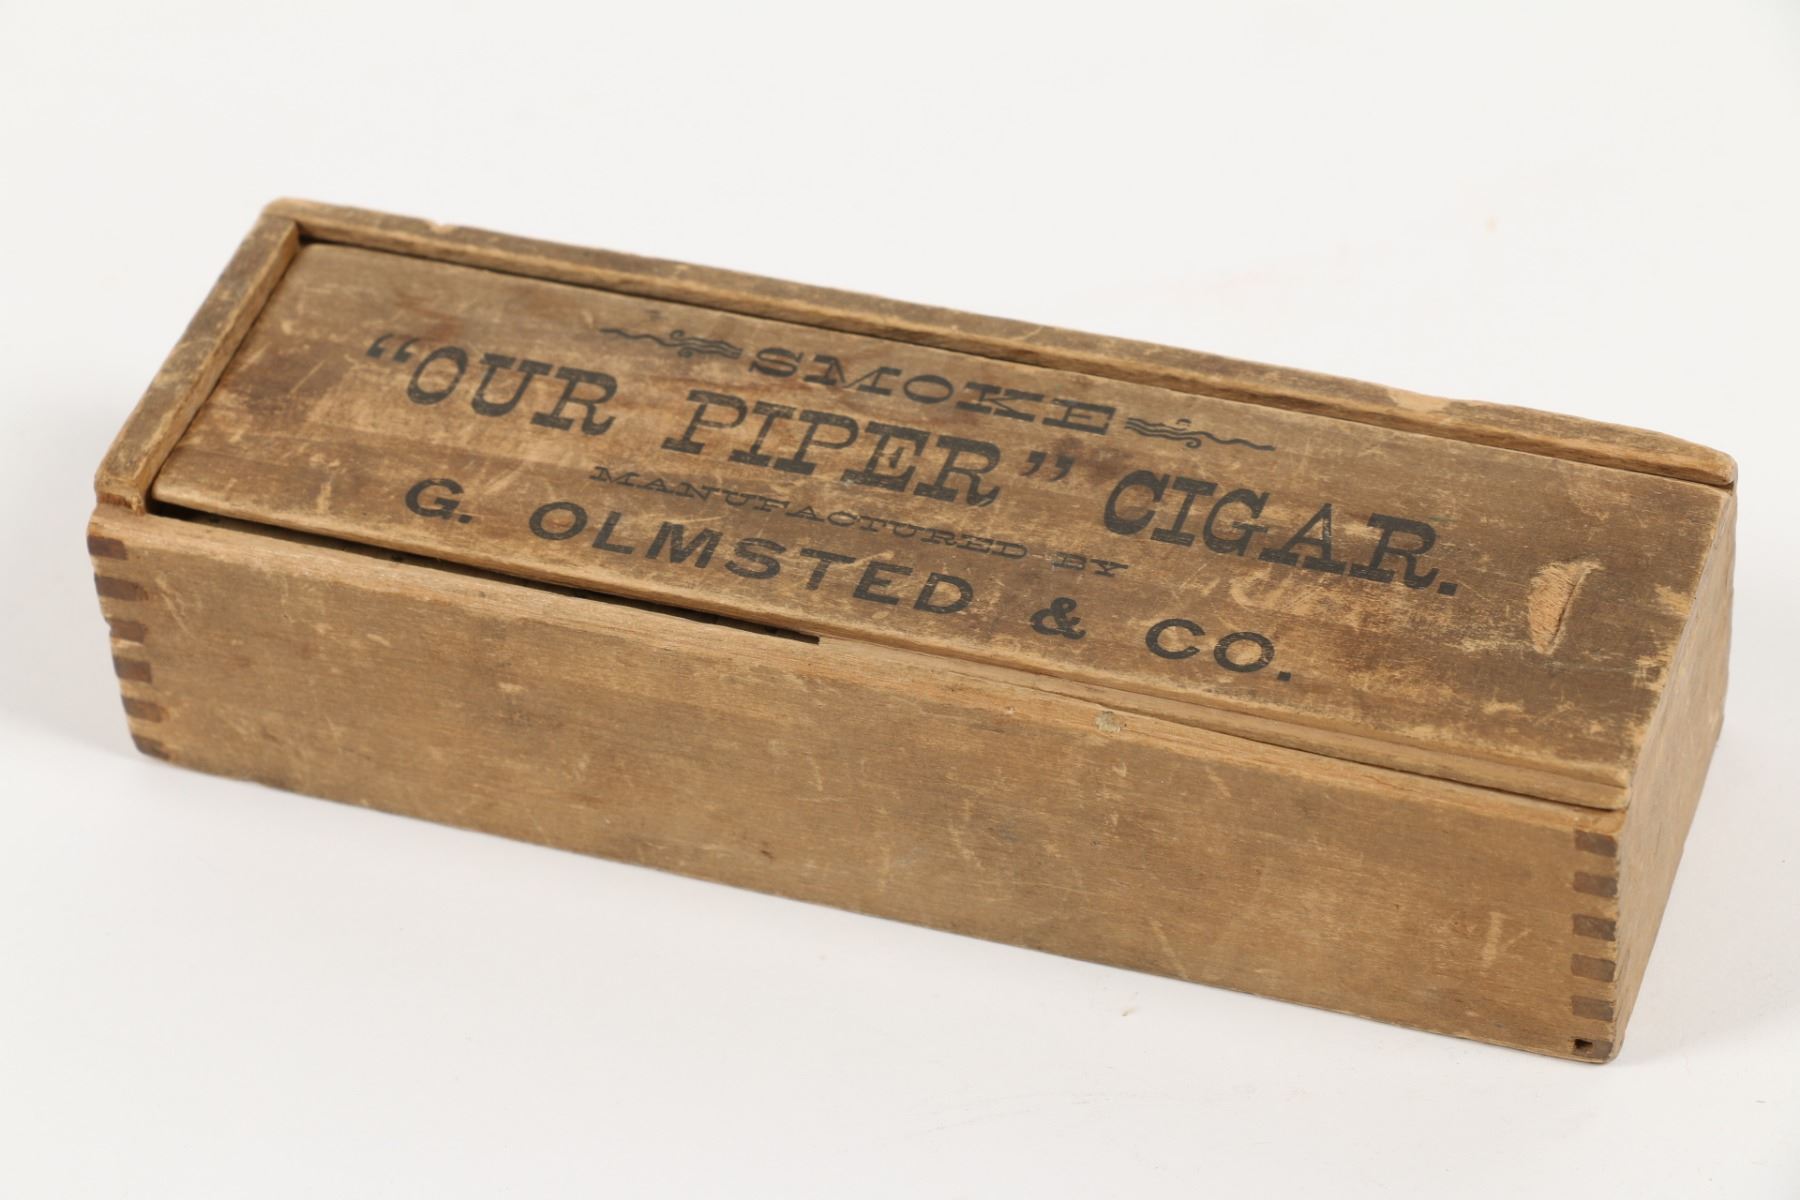 SMOKE
“OUR PIPER” CIGAR.
MANUFACTURED BY
G. OLMSTED & CO.